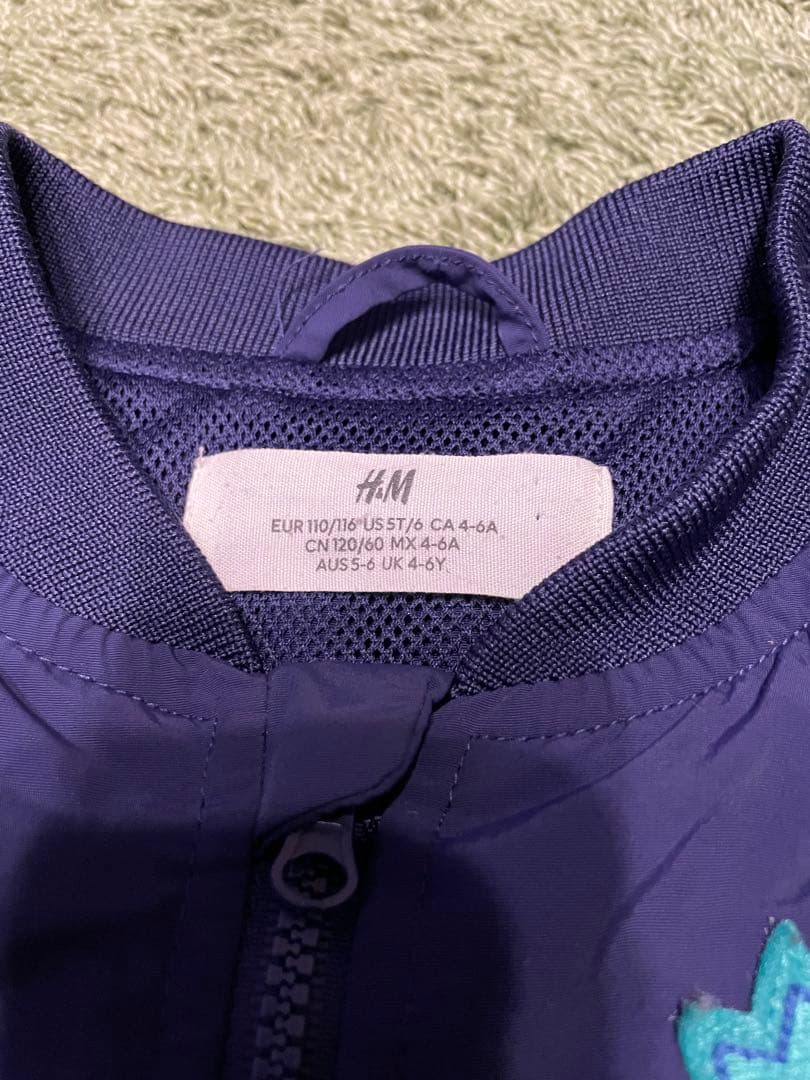 H&M
EUR 110/116 US 5T/6 CA 4-6A
CN 120/60 MX 4-6A
AUS 5-6 UK 4-6Y